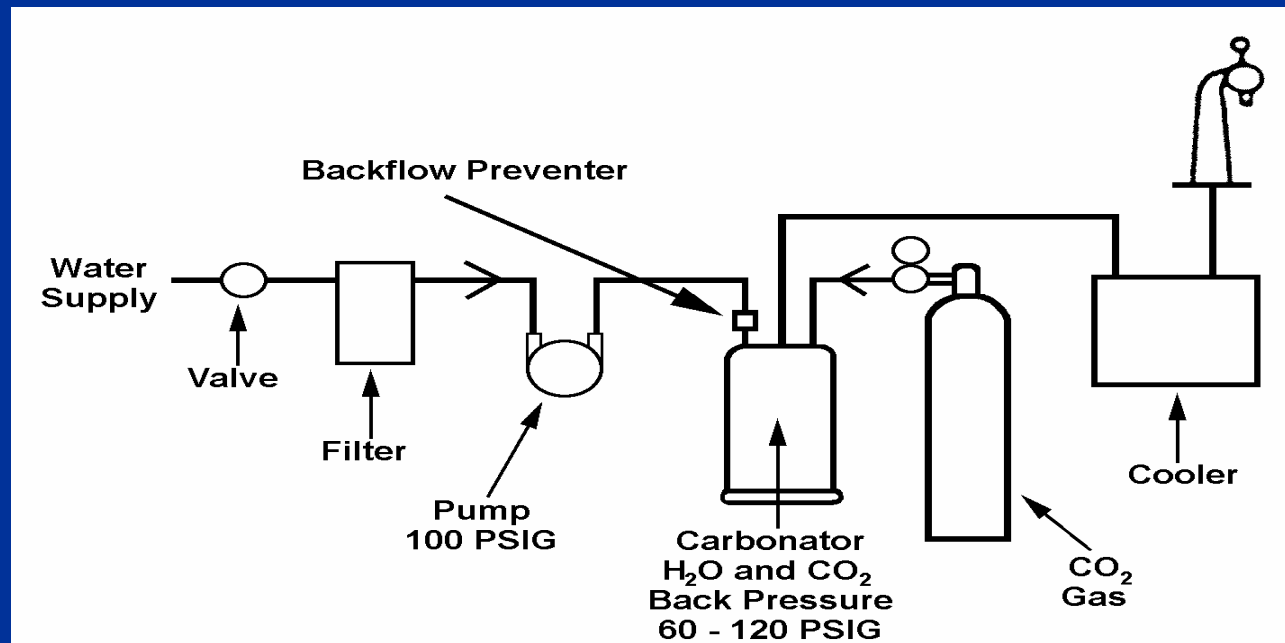 Backflow Preventer
Water
Supply
Valve
Filter
Pump
100 PSIG
Carbonator
H₂O and CO₂
Back Pressure
60 - 120 PSIG
CO₂
Gas
Cooler